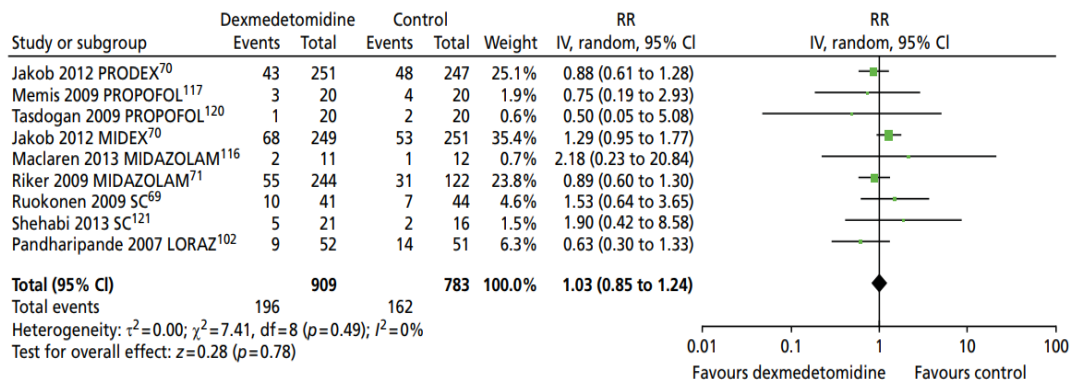 Dexmedetomidine Control RR RR
Study or subgroup Events Total Events Total Weight IV, random, 95% CI IV, random, 95% CI
Jakob 2012 PRODEX70 43 251 48 247 25.1% 0.88 (0.61 to 1.28)
Memis 2009 PROPOFOL117 3 20 4 20 1.9% 0.75 (0.19 to 2.93)
Tasdogan 2009 PROPOFOL120 1 20 2 20 0.6% 0.50 (0.05 to 5.08)
Jakob 2012 MIDEX70 68 249 53 251 35.4% 1.29 (0.95 to 1.77)
Maclaren 2013 MIDAZOLAM116 2 11 1 12 0.7% 2.18 (0.23 to 20.84)
Riker 2009 MIDAZOLAM71 55 244 31 122 23.8% 0.89 (0.60 to 1.30)
Ruokonen 2009 SC69 10 41 7 44 4.6% 1.53 (0.64 to 3.65)
Shehabi 2013 SC121 5 21 2 16 1.5% 1.90 (0.42 to 8.58)
Pandharipande 2007 LORAZ102 9 52 14 51 6.3% 0.63 (0.30 to 1.33)
Total (95% CI) 909 783 100.0% 1.03 (0.85 to 1.24)
Total events 196 162
Heterogeneity: τ²=0.00; χ²=7.41, df=8 (p=0.49); I²=0%
Test for overall effect: z=0.28 (p=0.78)
0.01 0.1 1 10 100
Favours dexmedetomidine Favours control